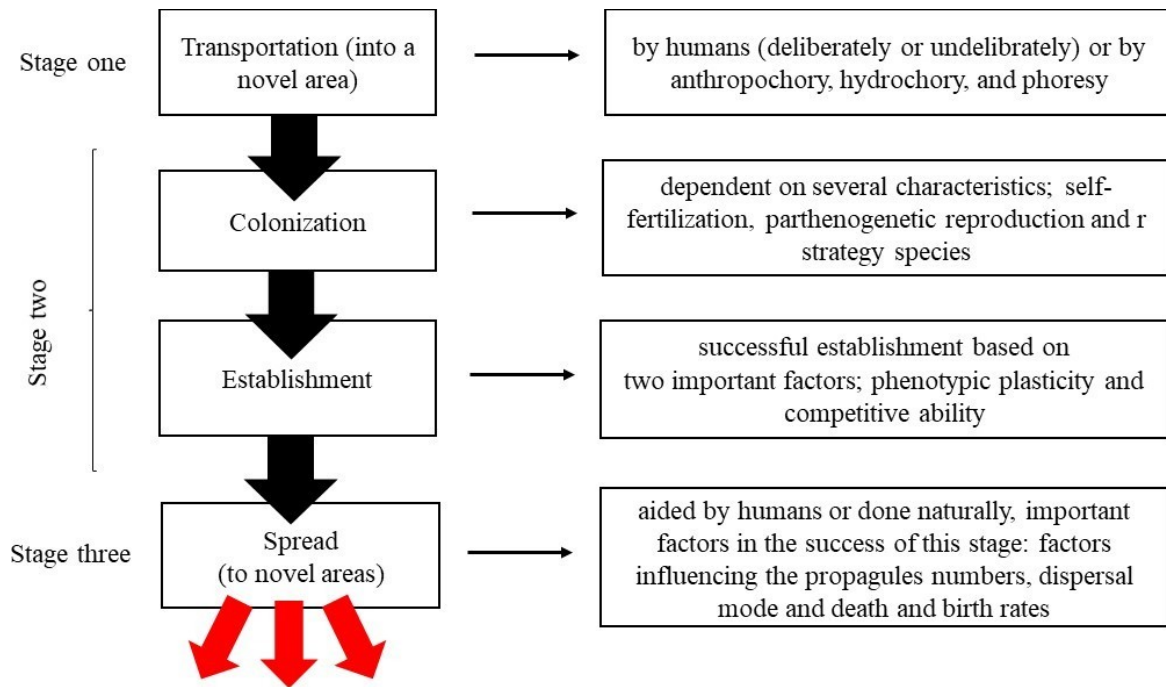 Stage one
Transportation (into a
novel area)
by humans (deliberately or undelibrately) or by
anthropochory, hydrochory, and phoresy
Stage two
Colonization
dependent on several characteristics; self-
fertilization, parthenogenetic reproduction and r
strategy species
Establishment
successful establishment based on
two important factors; phenotypic plasticity and
competitive ability
Stage three
Spread
(to novel areas)
aided by humans or done naturally, important
factors in the success of this stage: factors
influencing the propagules numbers, dispersal
mode and death and birth rates